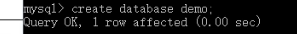 mysql> create database demo;
Query OK, 1 row affected (0.00 sec)